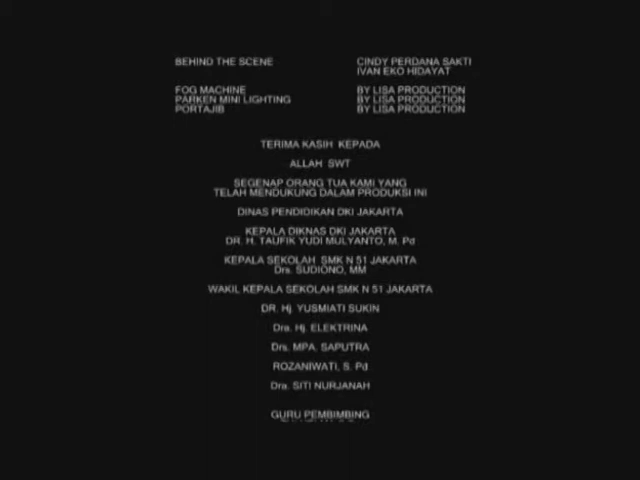 BEHIND THE SCENE CINDY PERDANA SAKTI
IVAN EKO HIDAYAT
FOG MACHINE BY LISA PRODUCTION
PARKEN MINI LIGHTING BY LISA PRODUCTION
PORTAJIB BY LISA PRODUCTION
TERIMA KASIH KEPADA
ALLAH SWT
SEGENAP ORANG TUA KAMI YANG
TELAH MENDUKUNG DALAM PRODUKSI INI
DINAS PENDIDIKAN DKI JAKARTA
KEPALA DIKNAS DKI JAKARTA
DR. H. TAUFIK YUDI MULYANTO, M. Pd
KEPALA SEKOLAH SMK N 51 JAKARTA
Drs. SUDIONO, MM
WAKIL KEPALA SEKOLAH SMK N 51 JAKARTA
DR. Hj. YUSMIATI SUKIN
Dra. Hj. ELEKTRINA
Drs. MPA. SAPUTRA
ROZANIWATI, S. Pd
Dra. SITI NURJANAH
GURU PEMBIMBING